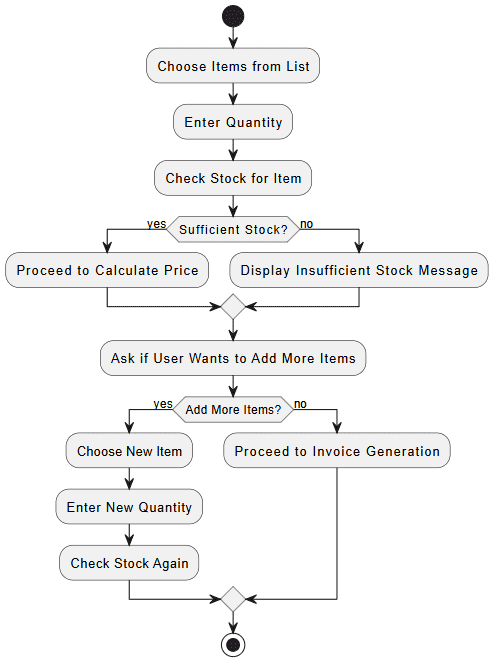 Choose Items from List
Enter Quantity
Check Stock for Item
yes
Sufficient Stock?
no
Proceed to Calculate Price
Display Insufficient Stock Message
Ask if User Wants to Add More Items
yes
Add More Items?
no
Choose New Item
Proceed to Invoice Generation
Enter New Quantity
Check Stock Again